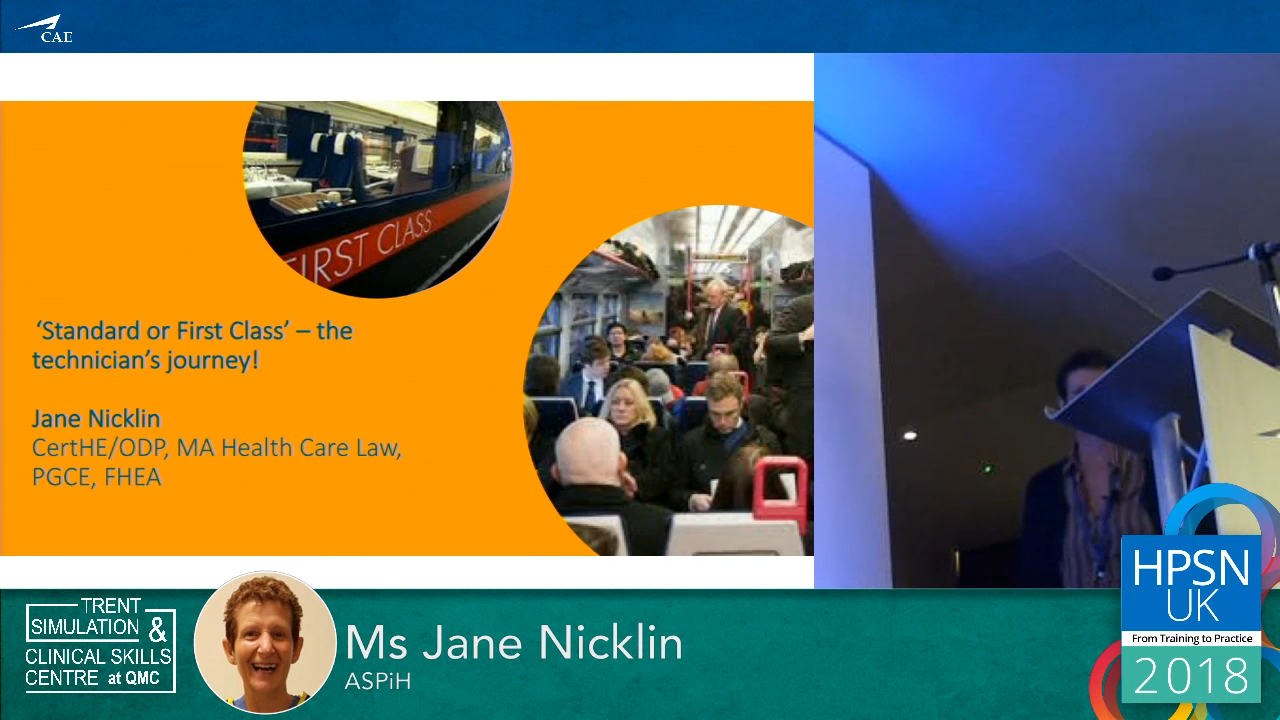 CAE
FIRST CLASS
‘Standard or First Class’ – the
technician’s journey!
Jane Nicklin
CertHE/ODP, MA Health Care Law,
PGCE, FHEA
TRENT
SIMULATION &
CLINICAL SKILLS
CENTRE at QMC
Ms Jane Nicklin
ASPiH
HPSN
UK
From Training to Practice
2018